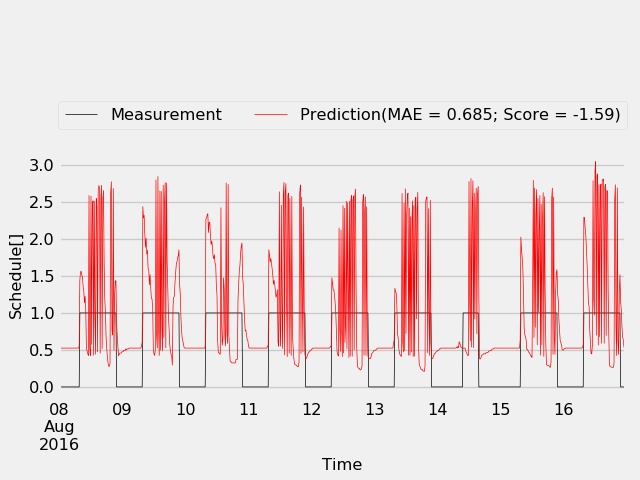 Measurement
Prediction(MAE = 0.685; Score = -1.59)
3.0
2.5
2.0
1.5
1.0
0.5
0.0
Schedule[]
08 09 10 11 12 13 14 15 16
Aug
2016
Time